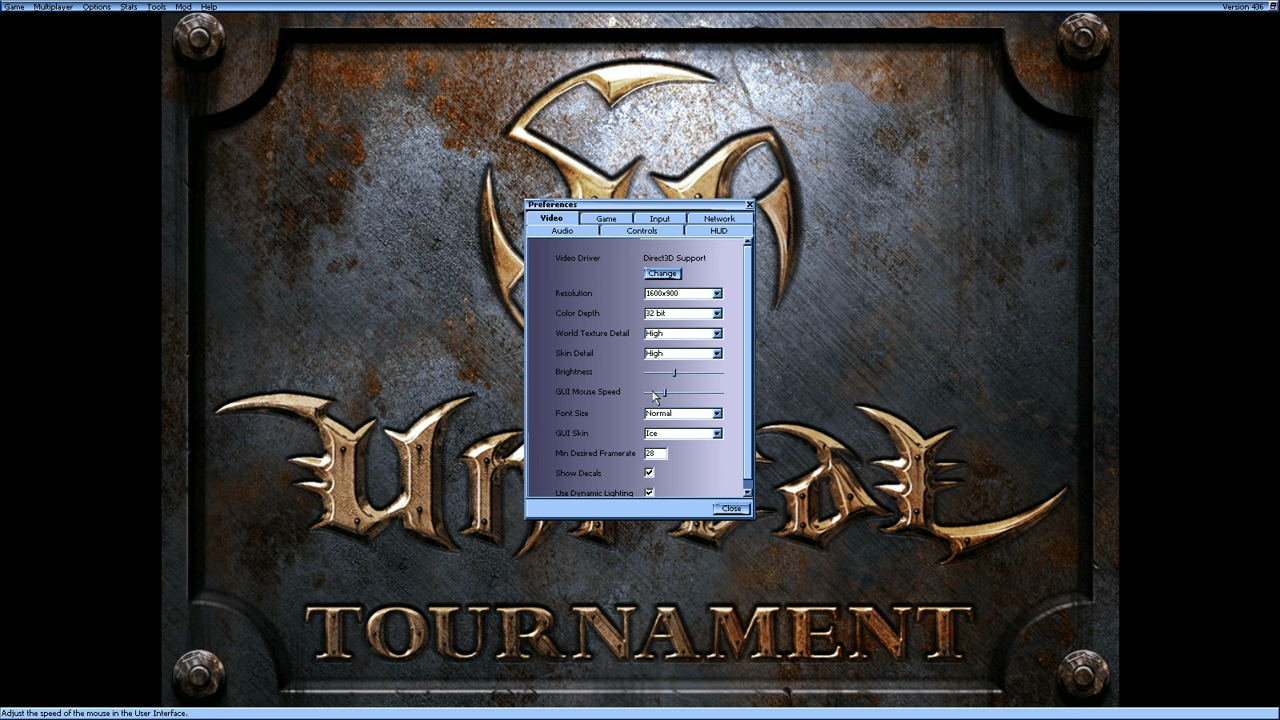 Game Multiplayer Options Stats Tools Mod Help Version 436
Preferences
Video Game Input Network
Audio Controls HUD
Video Driver Direct3D Support
Change
Resolution 1600x900
Color Depth 32 bit
World Texture Detail High
Skin Detail High
Brightness
GUI Mouse Speed
Font Size Normal
GUI Skin Ice
Min Desired Framerate 28
Show Decals
Use Dynamic Lighting
Close
TOURNAMENT
Adjust the speed of the mouse in the User Interface.